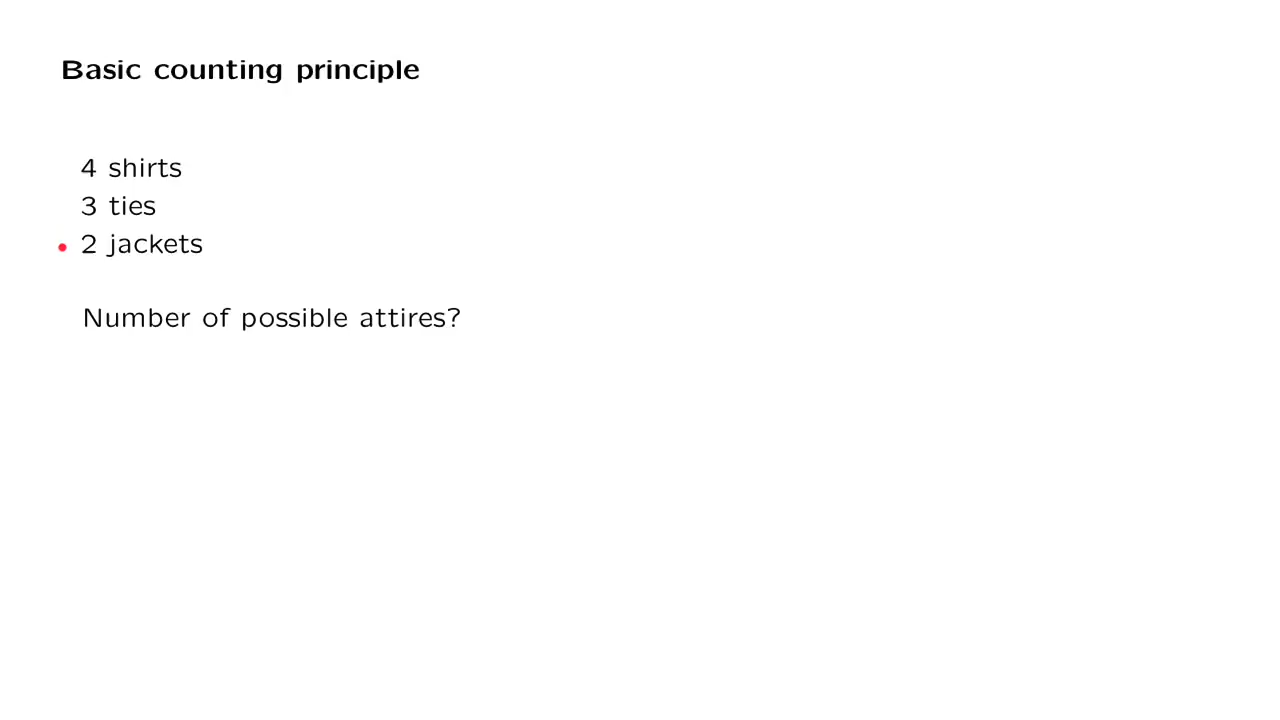 Basic counting principle
4 shirts
3 ties
2 jackets
Number of possible attires?